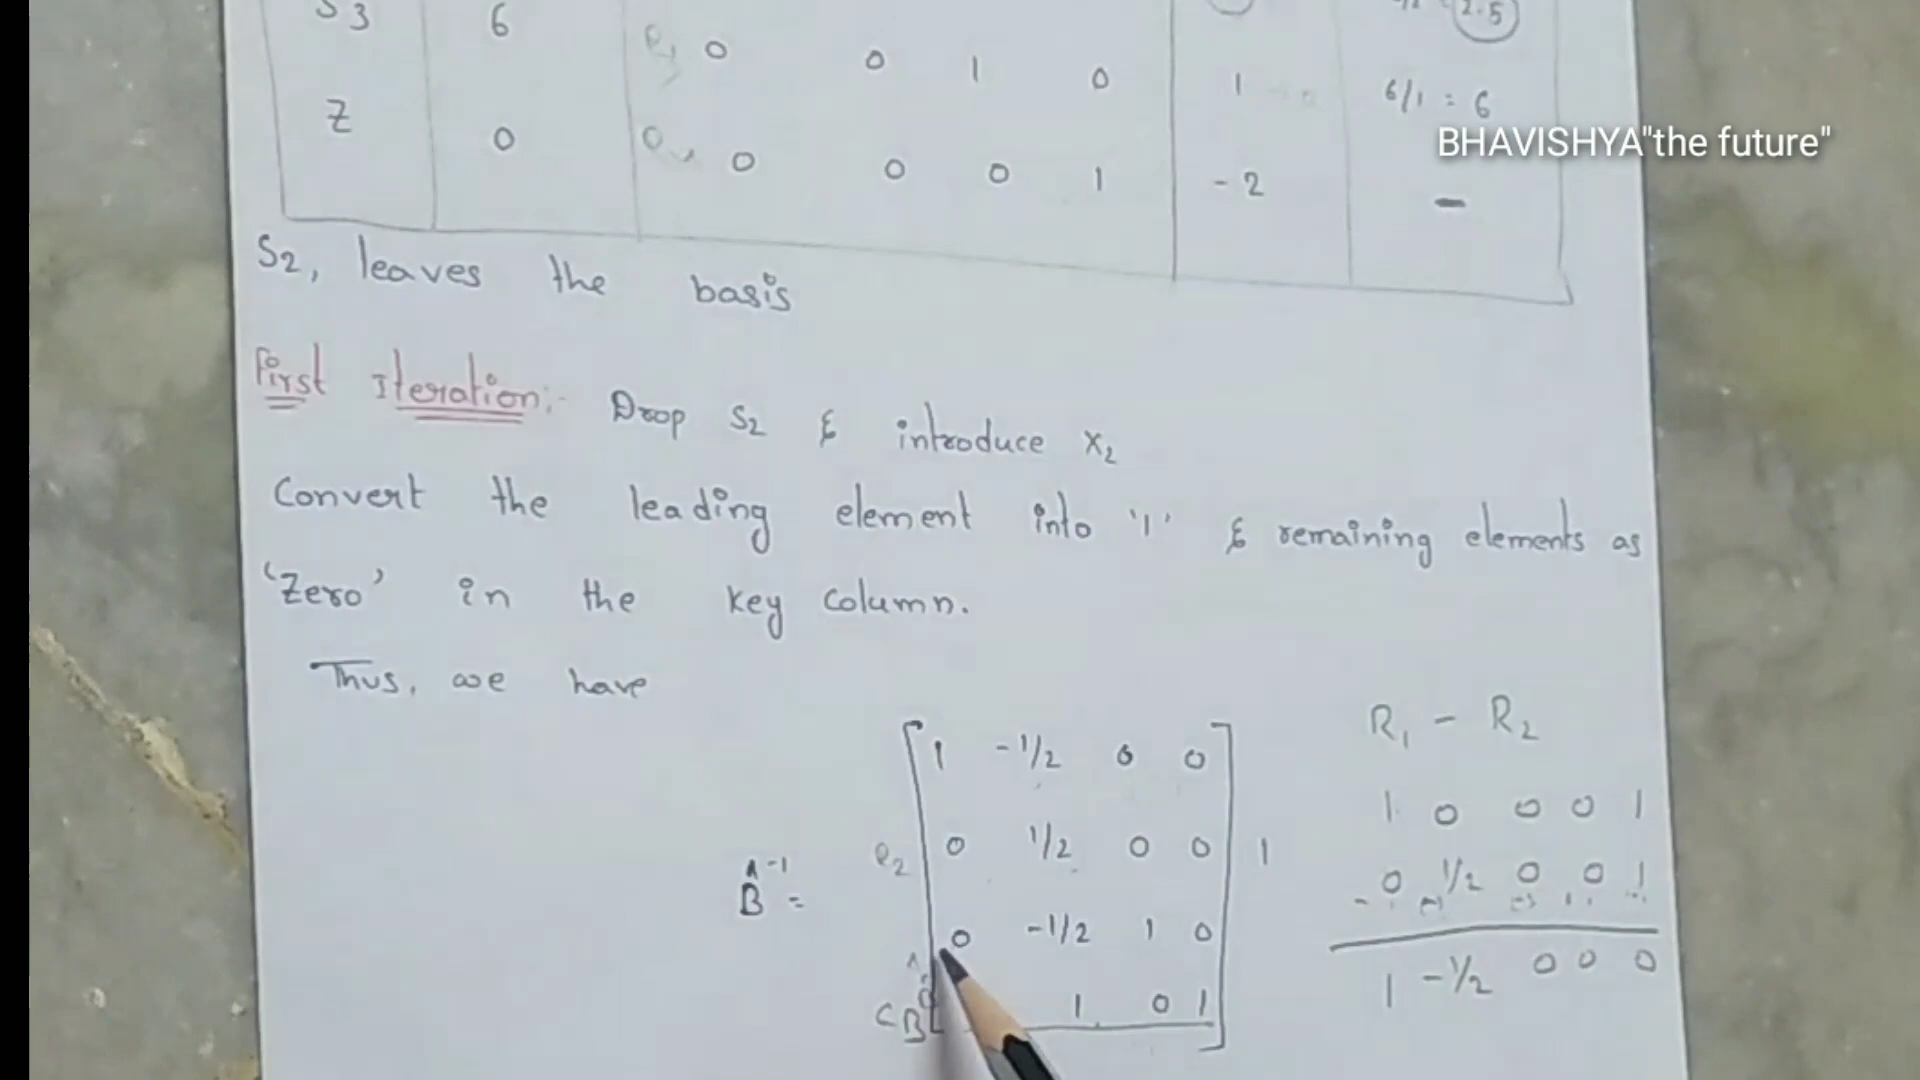 S3 6 0 0 1 0 1 6/1 = 6
BHAVISHYA"the future"
Z 0 0 0 0 1 - 2 -
S2, leaves the basis
First Iteration:- Drop S2 & introduce x2
Convert the leading element into '1' & remaining elements as
'Zero' in the key column.
Thus, we have
R1 - R2
1 -1/2 0 0
1 0 0 0 1
R2 0 1/2 0 0 1
- 0 1/2 0 0 1
B^-1 =
0 -1/2 1 0
1 -1/2 0 0 0
CB 1 0 1